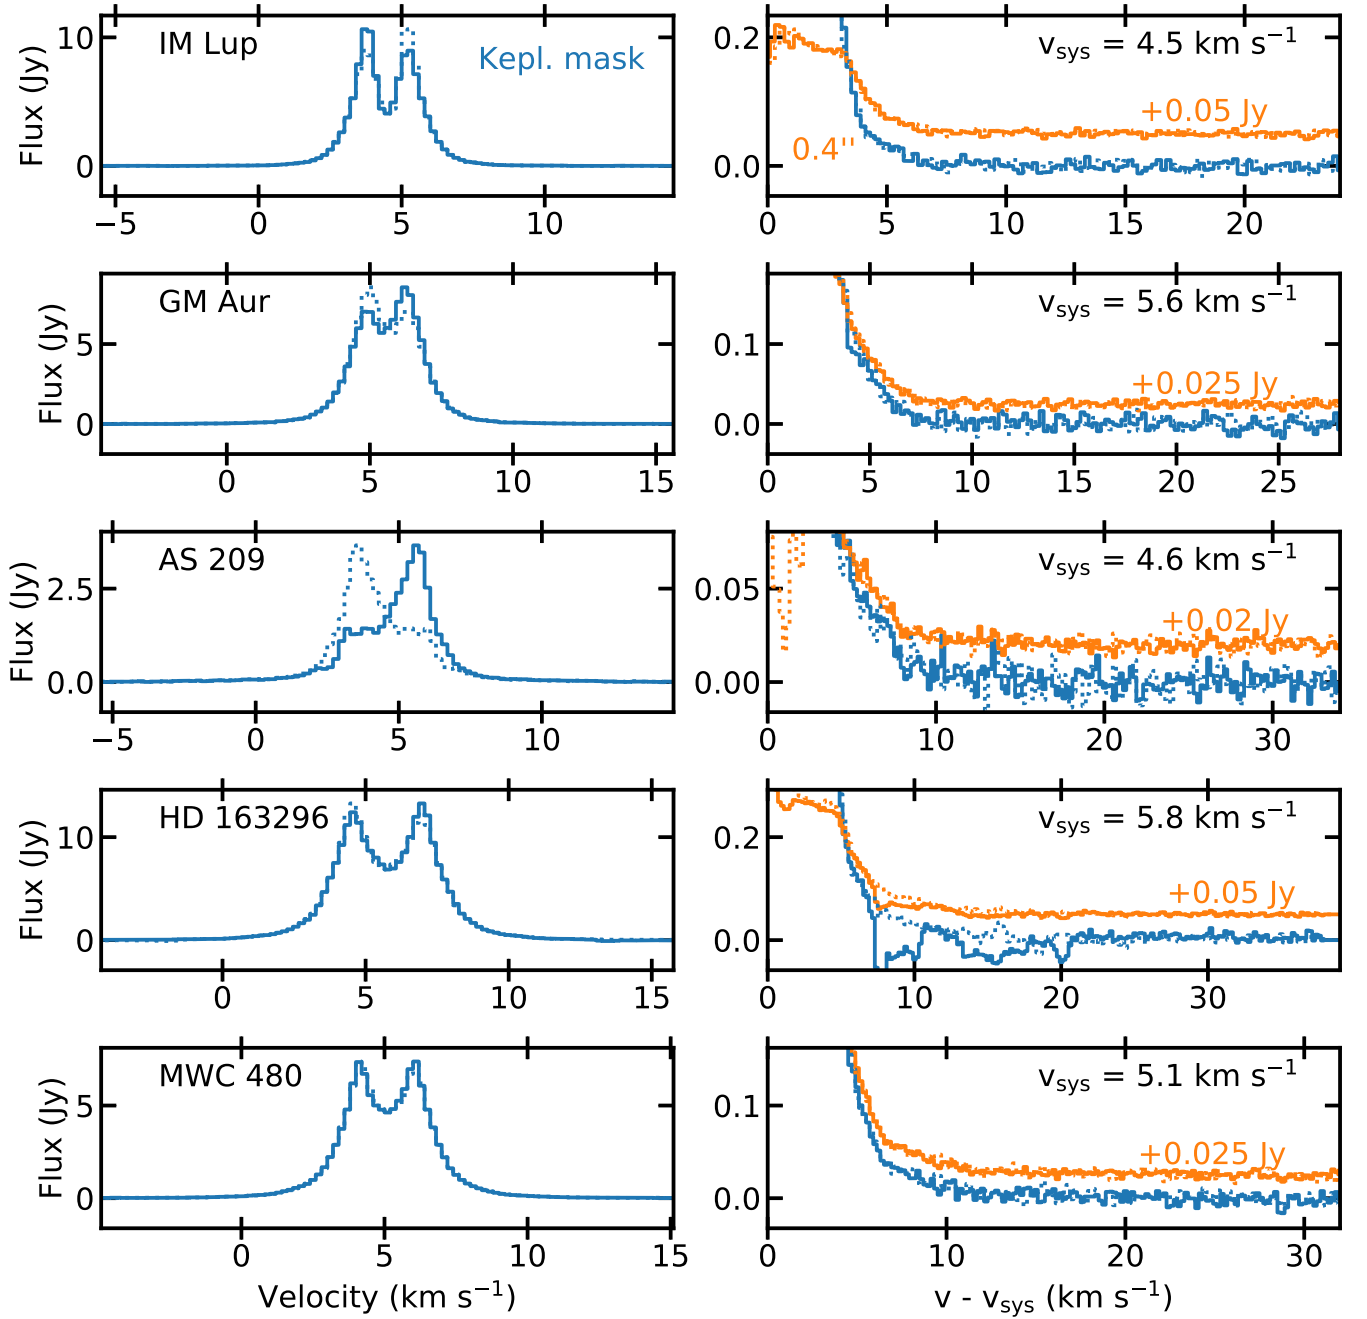 IM Lup
Kepl. mask
Flux (Jy)
10
0
−5 0 5 10
v_sys = 4.5 km s⁻¹
+0.05 Jy
0.4''
0.2
0.0
0 5 10 15 20
GM Aur
Flux (Jy)
5
0
0 5 10 15
v_sys = 5.6 km s⁻¹
+0.025 Jy
0.1
0.0
0 5 10 15 20 25
AS 209
Flux (Jy)
2.5
0.0
−5 0 5 10
v_sys = 4.6 km s⁻¹
+0.02 Jy
0.05
0.00
0 10 20 30
HD 163296
Flux (Jy)
10
0
0 5 10 15
v_sys = 5.8 km s⁻¹
+0.05 Jy
0.2
0.0
0 10 20 30
MWC 480
Flux (Jy)
5
0
0 5 10 15
Velocity (km s⁻¹)
v_sys = 5.1 km s⁻¹
+0.025 Jy
0.1
0.0
0 10 20 30
v - v_sys (km s⁻¹)